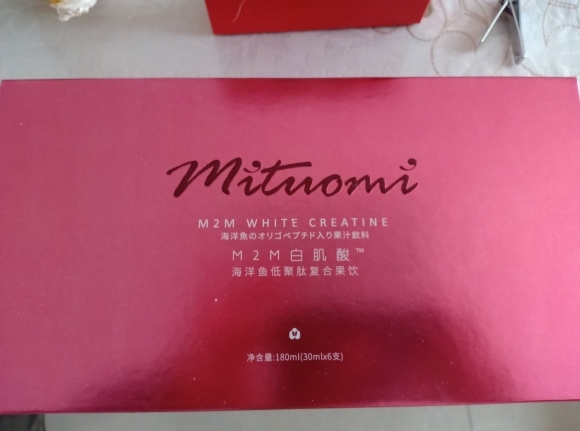 Mituomi
M2M WHITE CREATINE
海洋魚のオリゴペプチド入り果汁飲料
M2M白肌酸™
海洋鱼低聚肽复合果饮
净含量:180ml(30mlx6支)